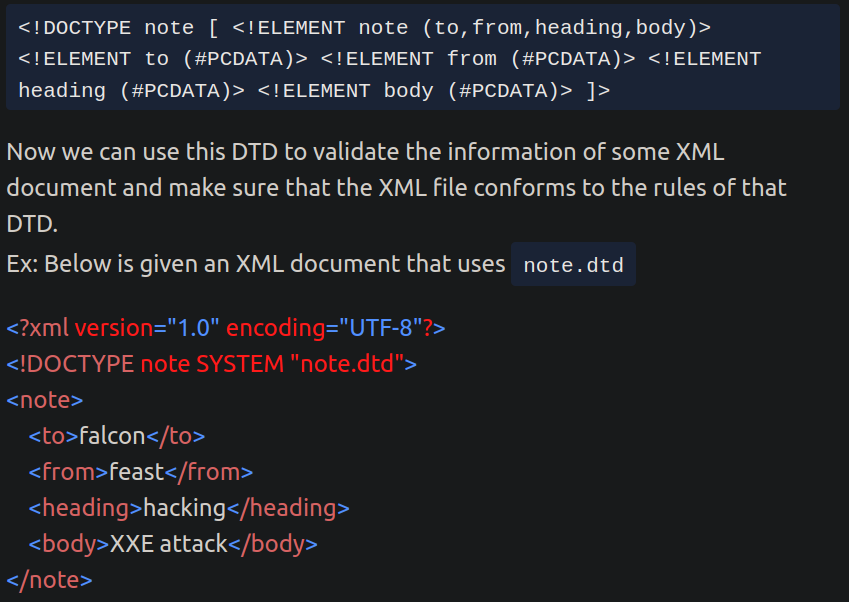 <!DOCTYPE note [ <!ELEMENT note (to,from,heading,body)>
<!ELEMENT to (#PCDATA)> <!ELEMENT from (#PCDATA)> <!ELEMENT
heading (#PCDATA)> <!ELEMENT body (#PCDATA)> ]>
Now we can use this DTD to validate the information of some XML
document and make sure that the XML file conforms to the rules of that
DTD.
Ex: Below is given an XML document that uses note.dtd
<?xml version="1.0" encoding="UTF-8"?>
<!DOCTYPE note SYSTEM "note.dtd">
<note>
<to>falcon</to>
<from>feast</from>
<heading>hacking</heading>
<body>XXE attack</body>
</note>